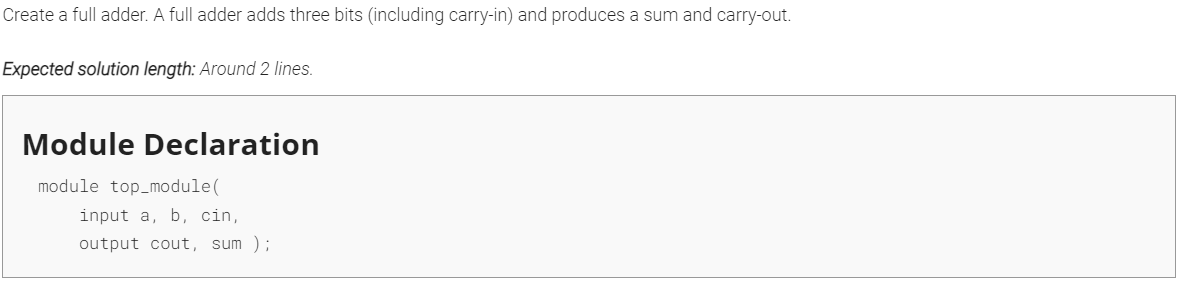 Create a full adder. A full adder adds three bits (including carry-in) and produces a sum and carry-out.
Expected solution length: Around 2 lines.
Module Declaration
module top_module(
    input a, b, cin,
    output cout, sum );